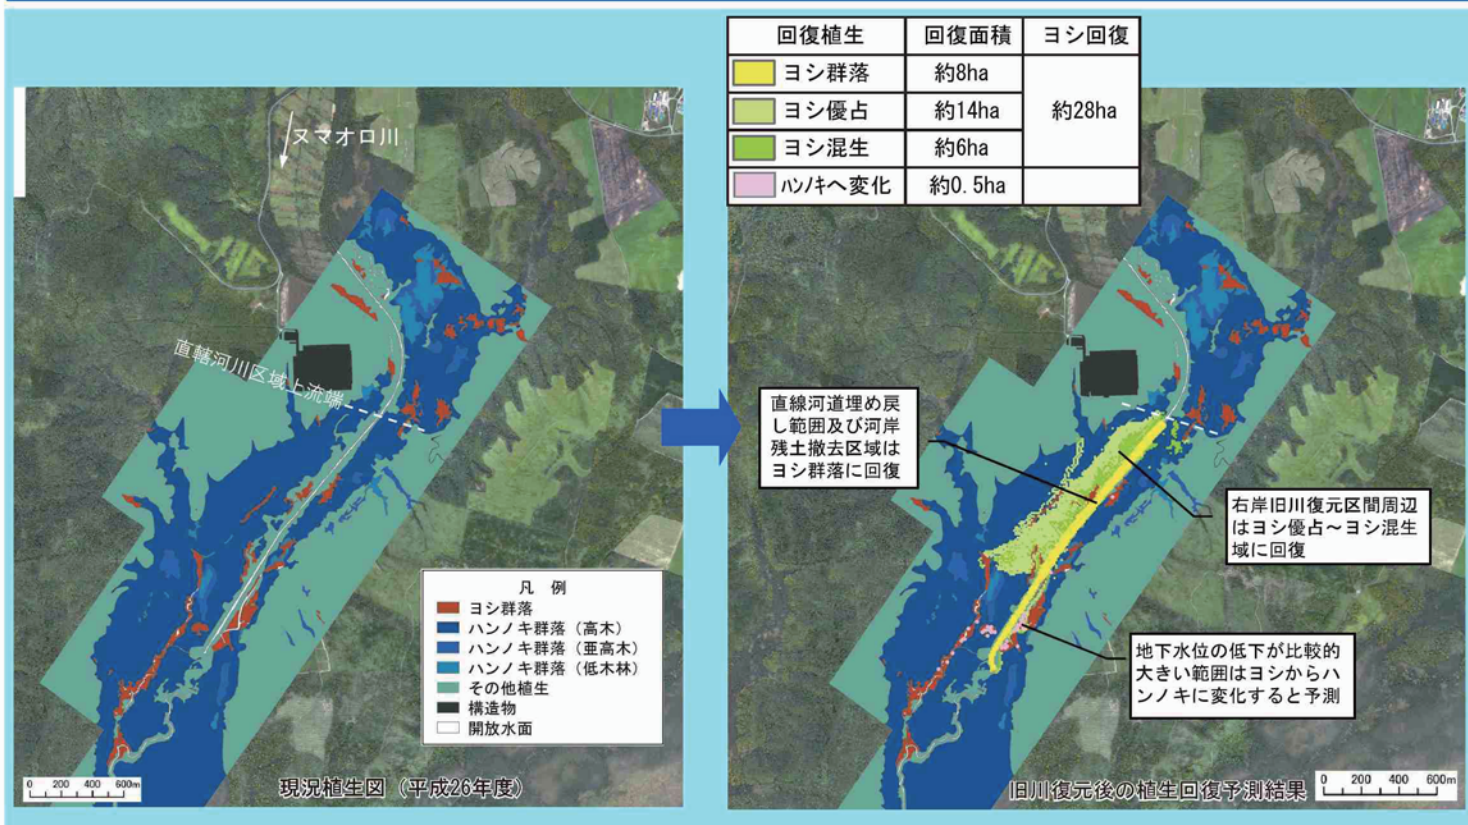 回復植生 回復面積 ヨシ回復
ヨシ群落 約8ha
ヨシ優占 約14ha 約28ha
ヨシ混生 約6ha
ハンノキへ変化 約0.5ha
ヌマオロ川
直轄河川区域上流端
凡 例
ヨシ群落
ハンノキ群落（高木）
ハンノキ群落（亜高木）
ハンノキ群落（低木林）
その他植生
構造物
開放水面
0 200 400 600m
現況植生図（平成26年度）
直線河道埋め戻
し範囲及び河岸
残土撤去区域は
ヨシ群落に回復
右岸旧川復元区間周辺
はヨシ優占～ヨシ混生
域に回復
地下水位の低下が比較的
大きい範囲はヨシからハ
ンノキに変化すると予測
旧川復元後の植生回復予測結果
0 200 400 600m